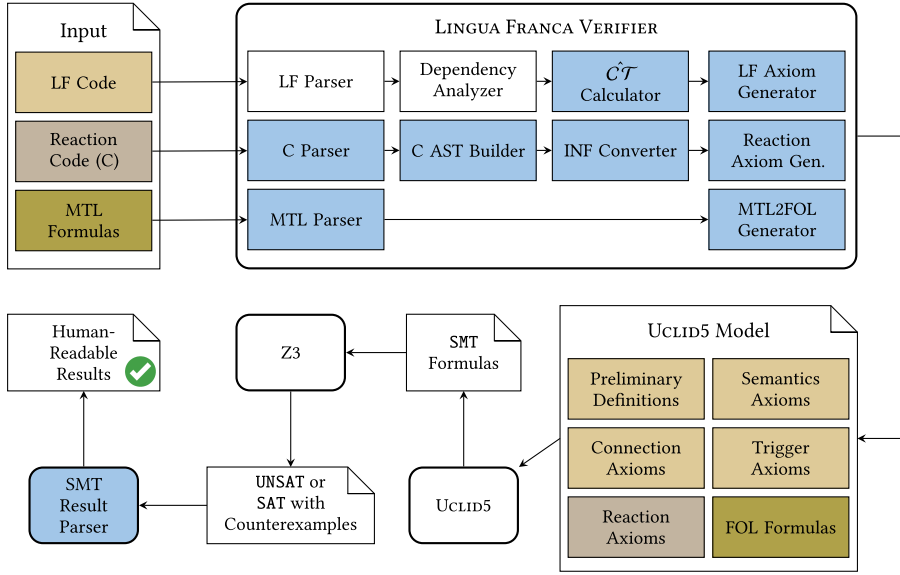 Input
LINGUA FRANCA VERIFIER
LF Code
LF Parser
Dependency
Analyzer
𝒞𝒯̂
Calculator
LF Axiom
Generator
Reaction
Code (C)
C Parser
C AST Builder
INF Converter
Reaction
Axiom Gen.
MTL
Formulas
MTL Parser
MTL2FOL
Generator
Human-
Readable
Results
Z3
SMT
Formulas
UCLID5 Model
Preliminary
Definitions
Semantics
Axioms
Connection
Axioms
Trigger
Axioms
Reaction
Axioms
FOL Formulas
SMT
Result
Parser
UNSAT or
SAT with
Counterexamples
UCLID5